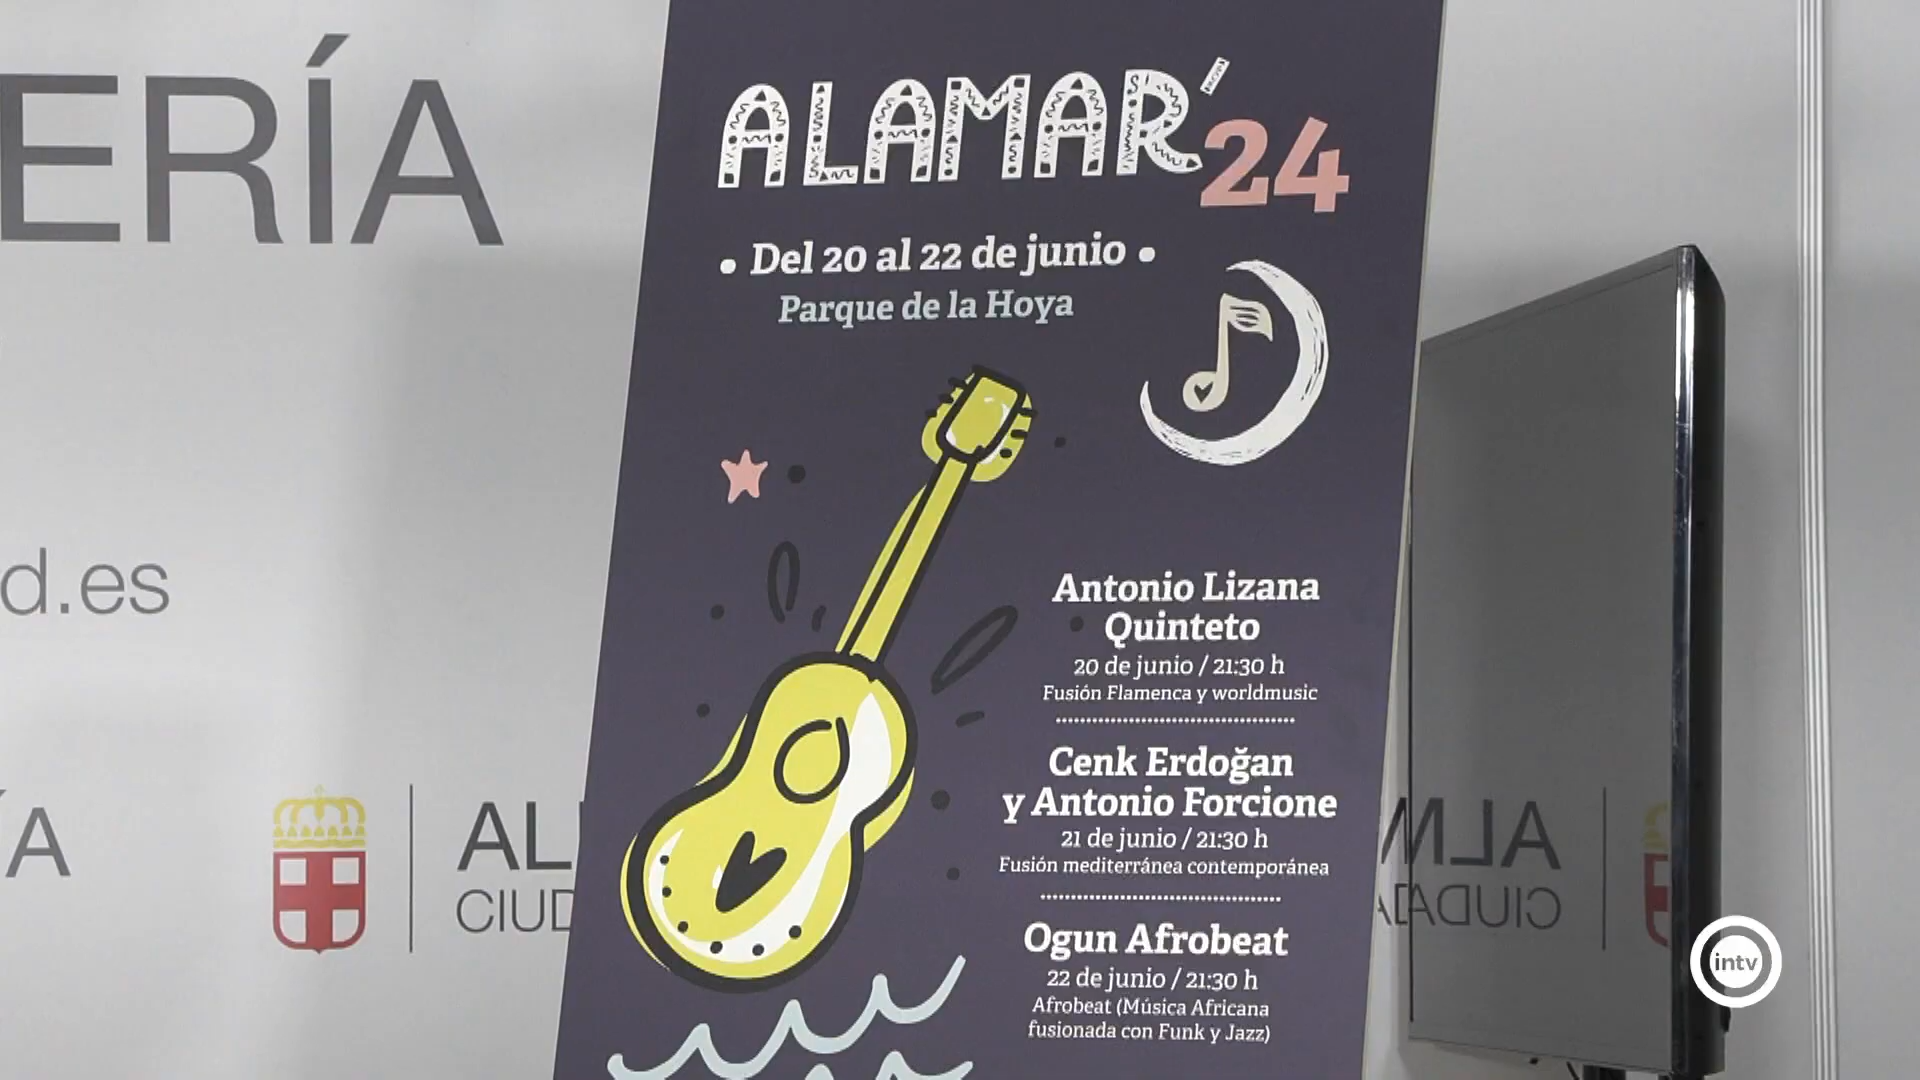 ERÍA
d.es
ÍA
AL
CIUD
ALAMAR'24
• Del 20 al 22 de junio •
Parque de la Hoya
Antonio Lizana
Quinteto
20 de junio / 21:30 h
Fusión Flamenca y worldmusic
Cenk Erdoğan
y Antonio Forcione
21 de junio / 21:30 h
Fusión mediterránea contemporánea
Ogun Afrobeat
22 de junio / 21:30 h
Afrobeat (Música Africana
fusionada con Funk y Jazz)
ALM
CIUDA
intv